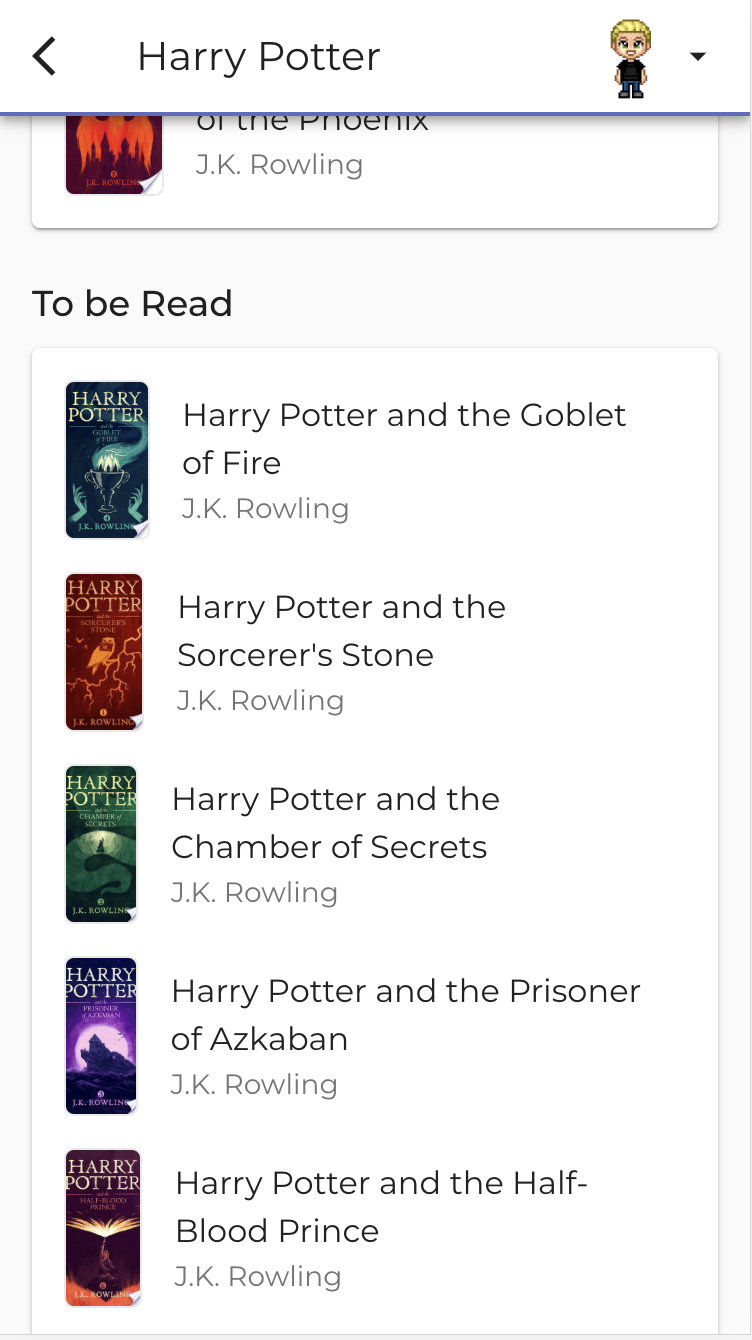 Harry Potter
of the Phoenix
J.K. ROWLING
J.K. Rowling
To be Read
HARRY
POTTER
and the
GOBLET
of FIRE
4
J.K. ROWLING
Harry Potter and the Goblet
of Fire
J.K. Rowling
HARRY
POTTER
and the
SORCERER'S
STONE
1
J.K. ROWLING
Harry Potter and the
Sorcerer's Stone
J.K. Rowling
HARRY
POTTER
and the
CHAMBER of
SECRETS
2
J.K. ROWLING
Harry Potter and the
Chamber of Secrets
J.K. Rowling
HARRY
POTTER
and the
PRISONER
of AZKABAN
3
J.K. ROWLING
Harry Potter and the Prisoner
of Azkaban
J.K. Rowling
HARRY
POTTER
and the
HALF-BLOOD
PRINCE
J.K. ROWLING
Harry Potter and the Half-
Blood Prince
J.K. Rowling